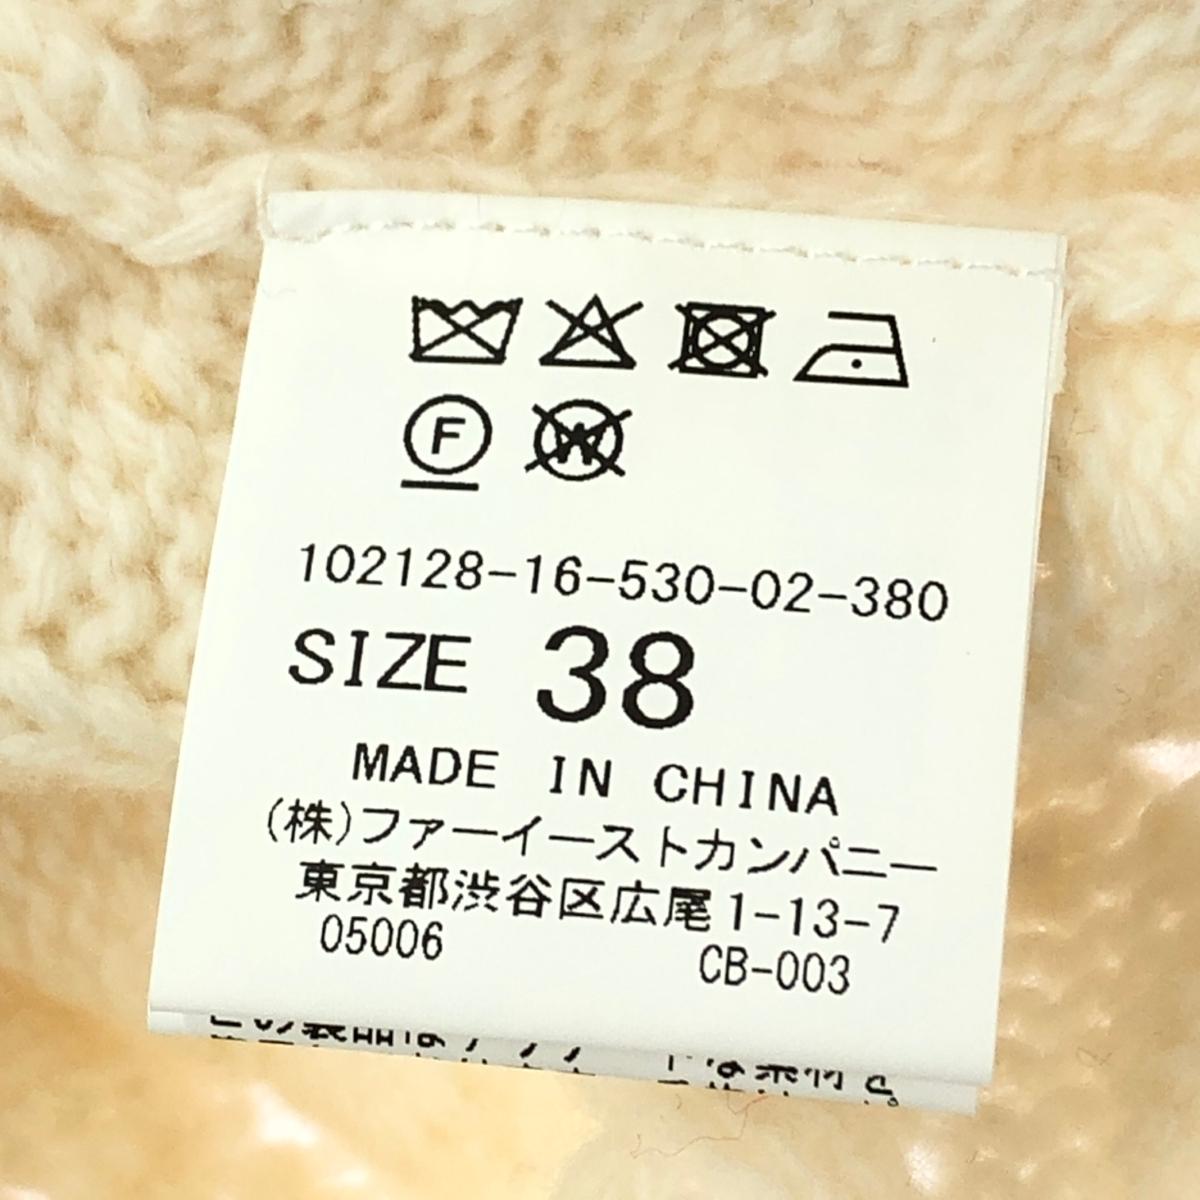 F W
102128-16-530-02-380
SIZE 38
MADE IN CHINA
(株)ファーイーストカンパニー
東京都渋谷区広尾1-13-7
05006 CB-003